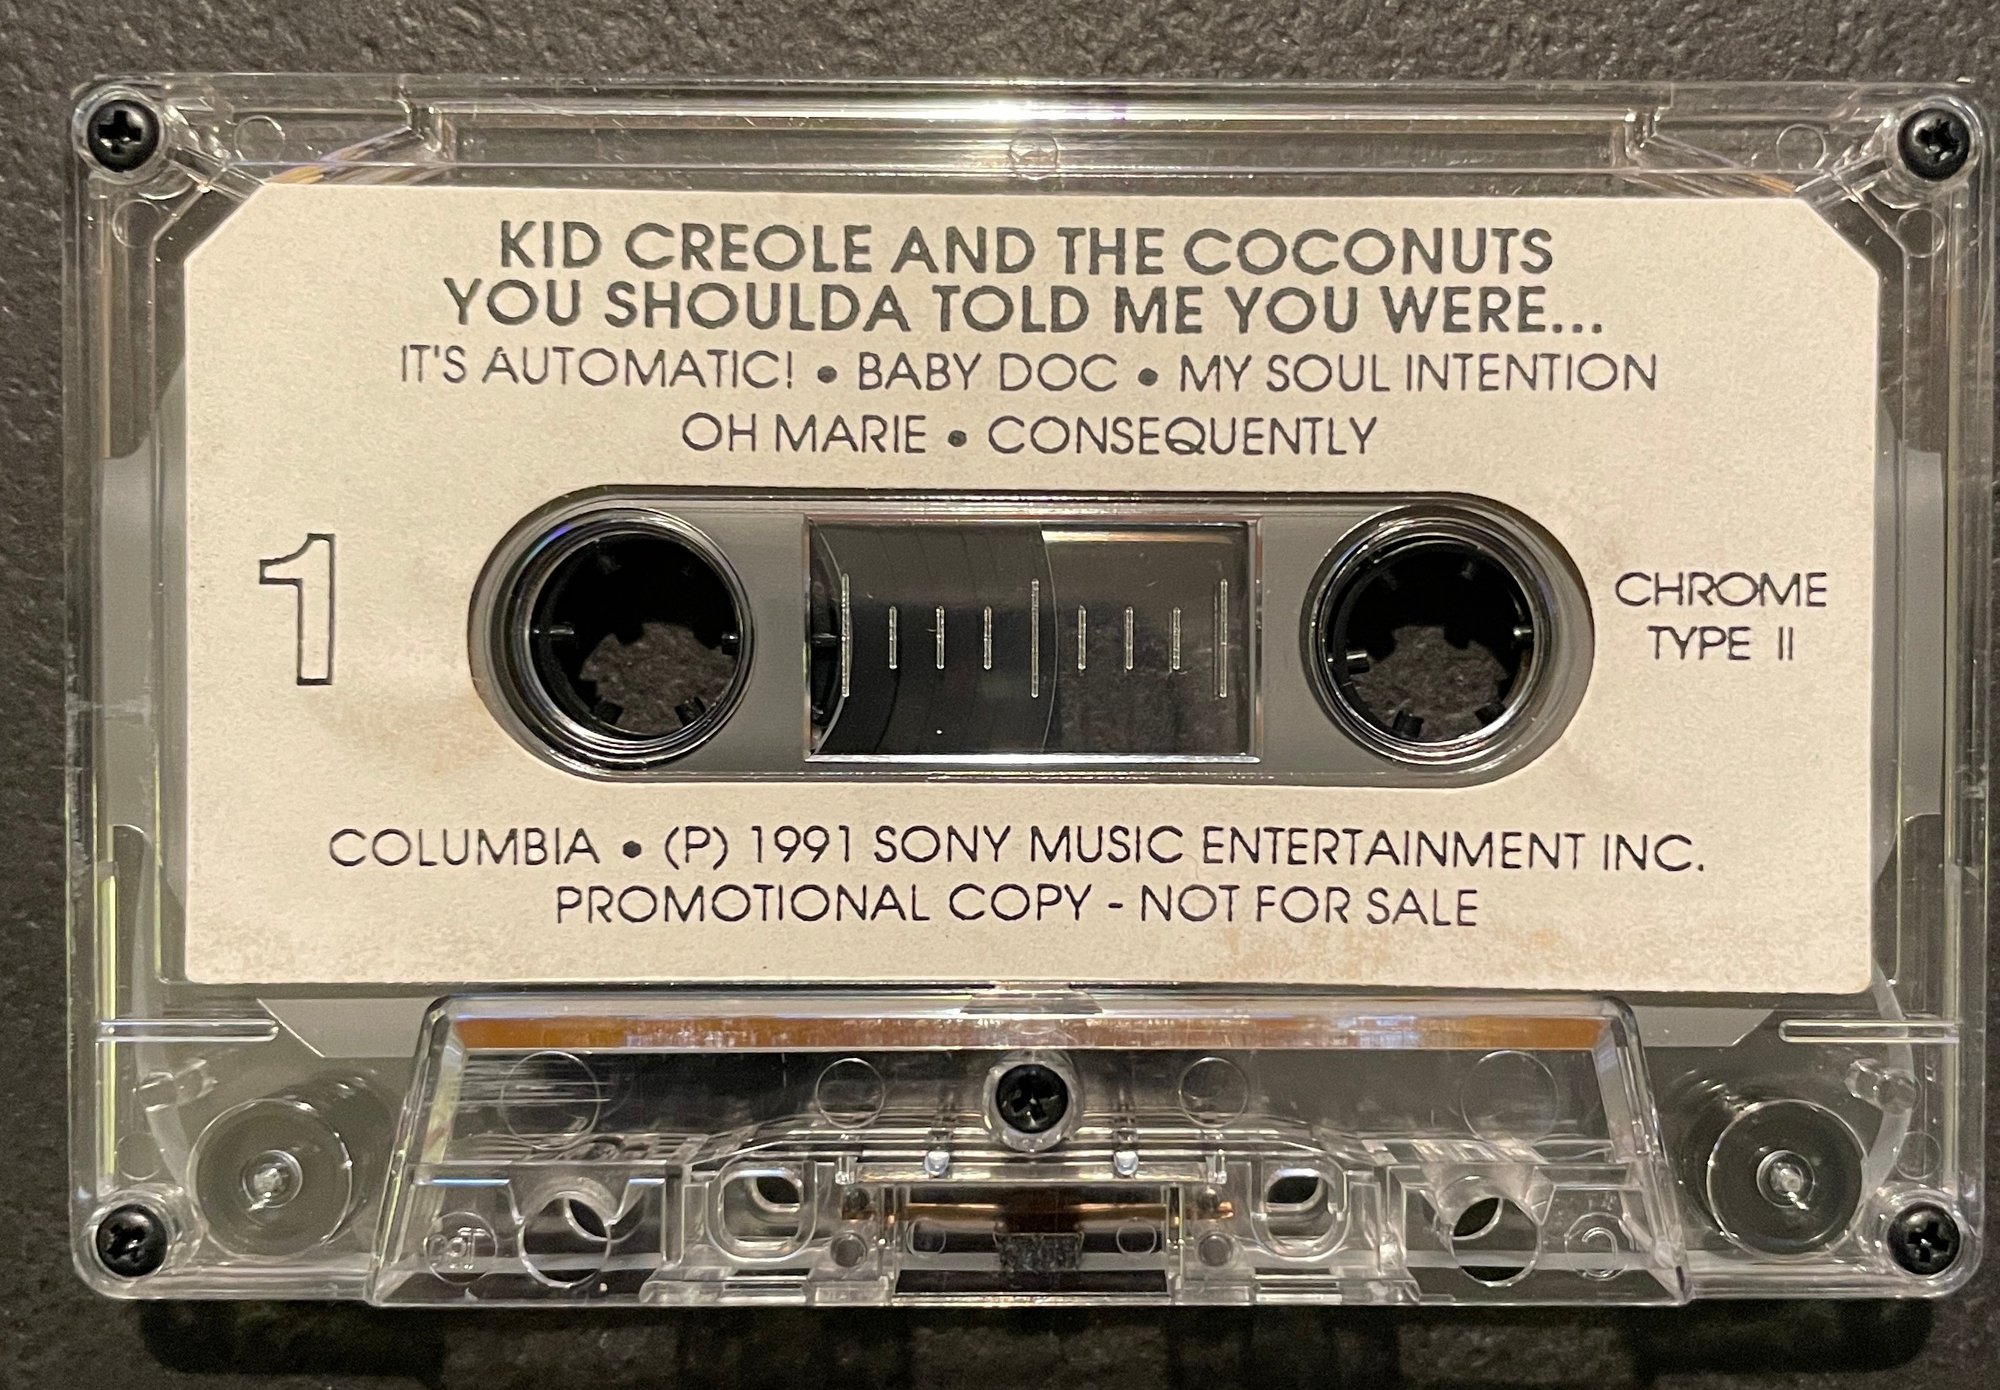 KID CREOLE AND THE COCONUTS
YOU SHOULDA TOLD ME YOU WERE...
IT'S AUTOMATIC! • BABY DOC • MY SOUL INTENTION
OH MARIE • CONSEQUENTLY
1
CHROME
TYPE II
COLUMBIA • (P) 1991 SONY MUSIC ENTERTAINMENT INC.
PROMOTIONAL COPY - NOT FOR SALE